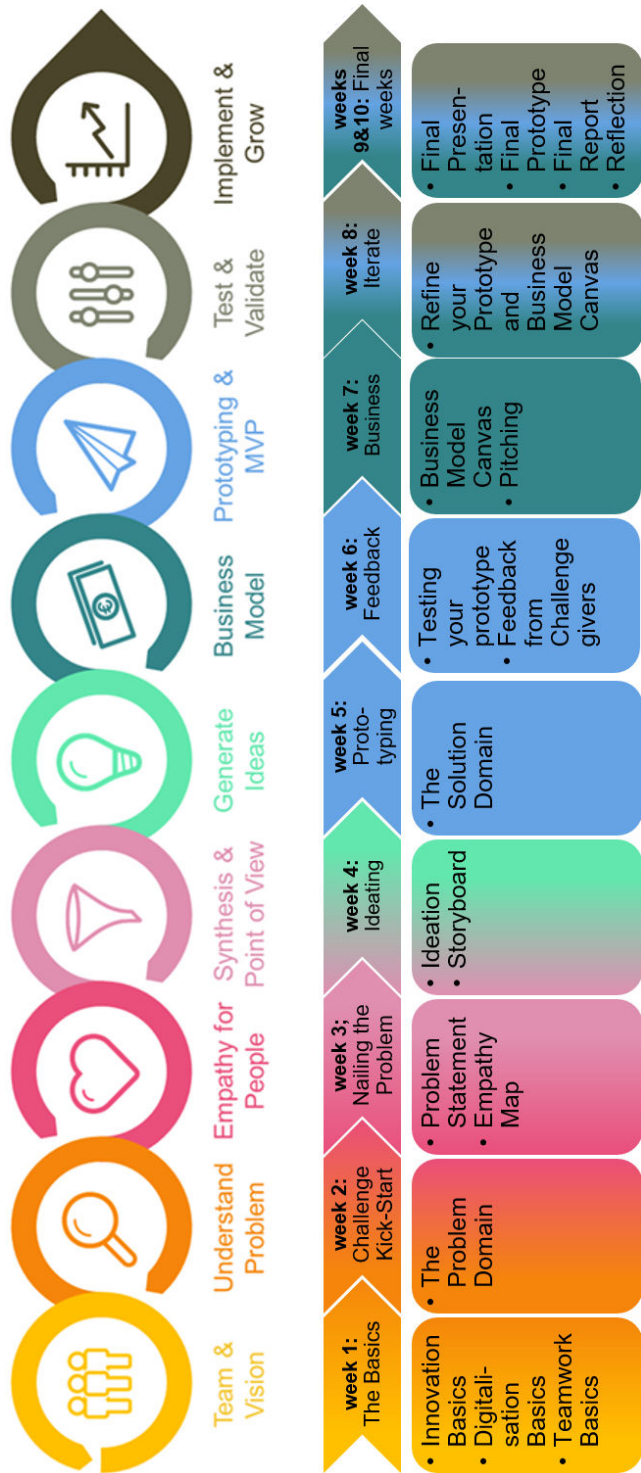 Team &
Vision
Understand
Problem
Empathy for
People
Synthesis &
Point of View
Generate
Ideas
Business
Model
Prototyping &
MVP
Test &
Validate
Implement &
Grow
week 1:
The Basics
week 2:
Challenge
Kick-Start
week 3;
Nailing the
Problem
week 4:
Ideating
week 5:
Proto-
typing
week 6:
Feedback
week 7:
Business
week 8:
Iterate
weeks
9&10: Final
weeks
• Innovation
Basics
• Digitali-
sation
Basics
• Teamwork
Basics
• The
Problem
Domain
• Problem
Statement
• Empathy
Map
• Ideation
• Storyboard
• The
Solution
Domain
• Testing
your
prototype
• Feedback
from
Challenge
givers
• Business
Model
Canvas
• Pitching
• Refine
your
Prototype
and
Business
Model
Canvas
• Final
Presen-
tation
• Final
Prototype
• Final
Report
• Reflection